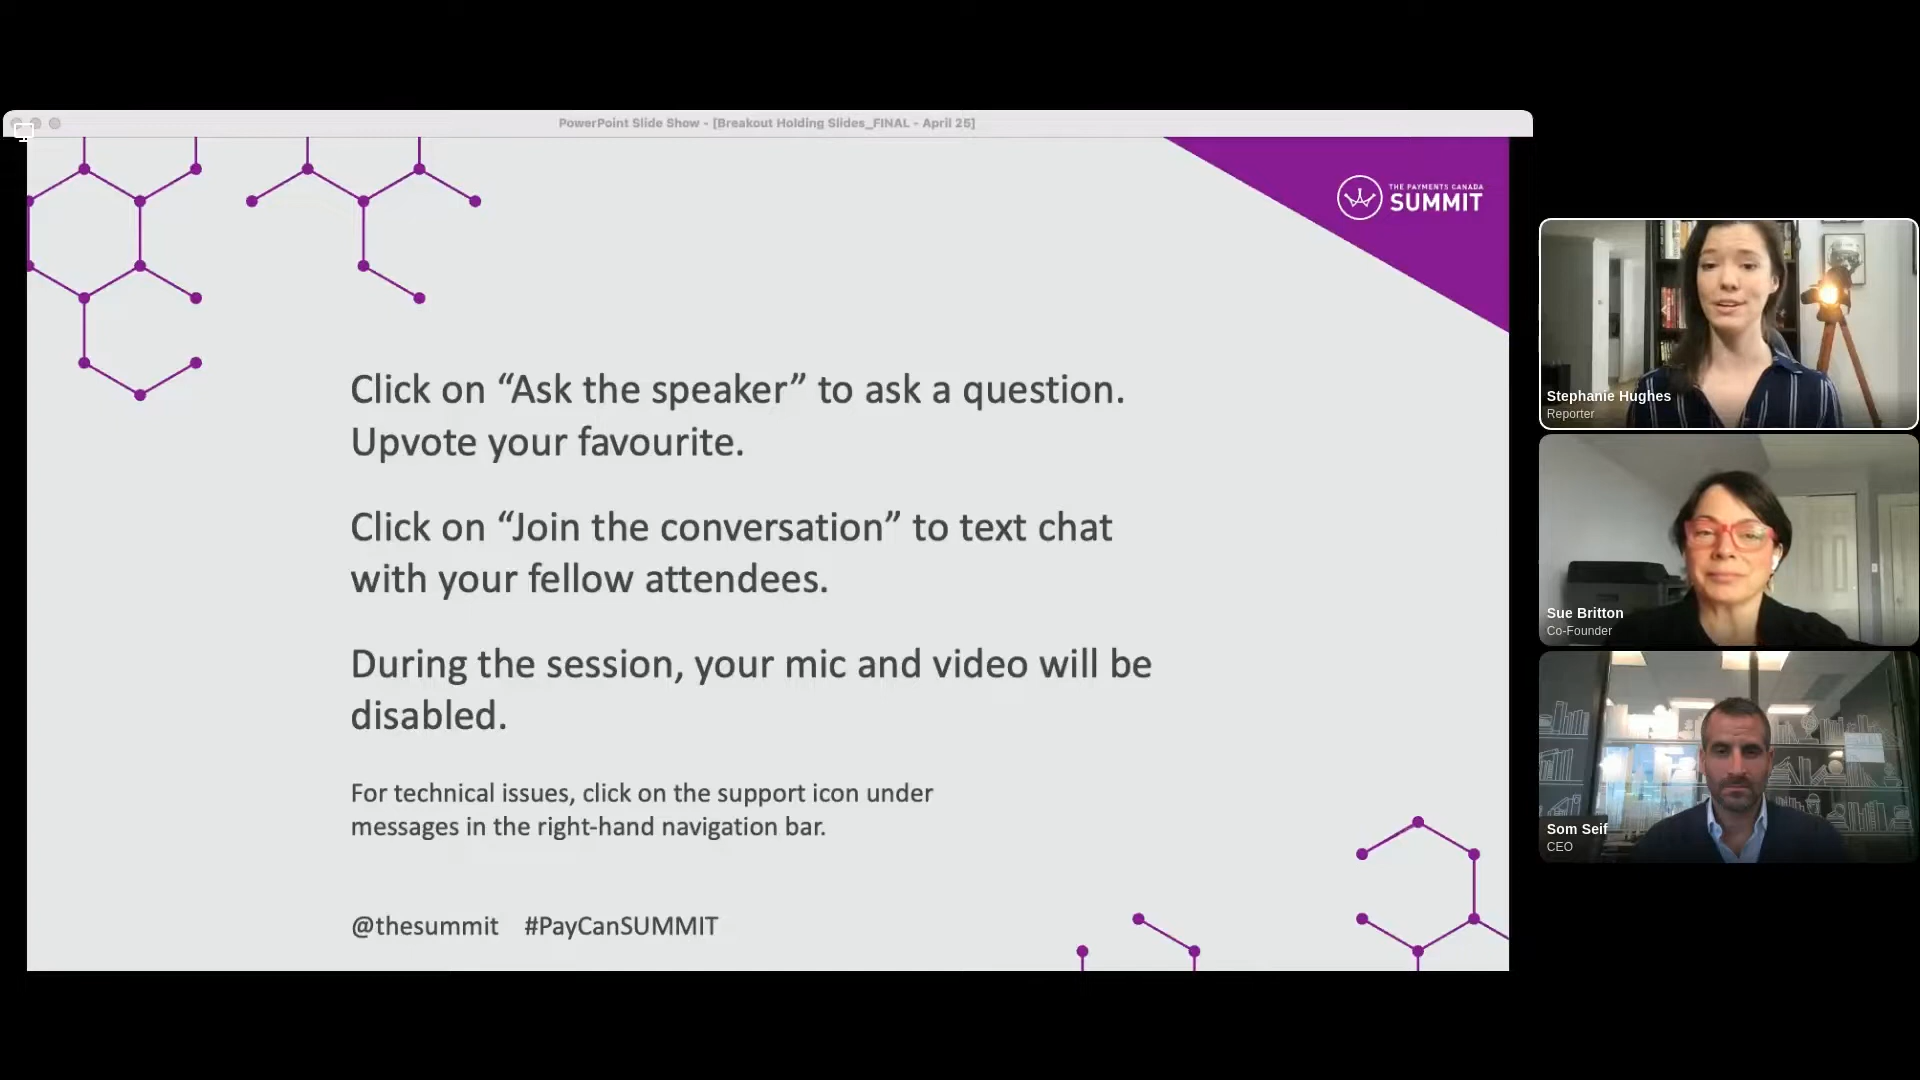 PowerPoint Slide Show - [Breakout Holding Slides_FINAL - April 25]
THE PAYMENTS CANADA
SUMMIT
Click on “Ask the speaker” to ask a question.
Upvote your favourite.
Click on “Join the conversation” to text chat
with your fellow attendees.
During the session, your mic and video will be
disabled.
For technical issues, click on the support icon under
messages in the right-hand navigation bar.
@thesummit #PayCanSUMMIT
Stephanie Hughes
Reporter
Sue Britton
Co-Founder
Som Seif
CEO